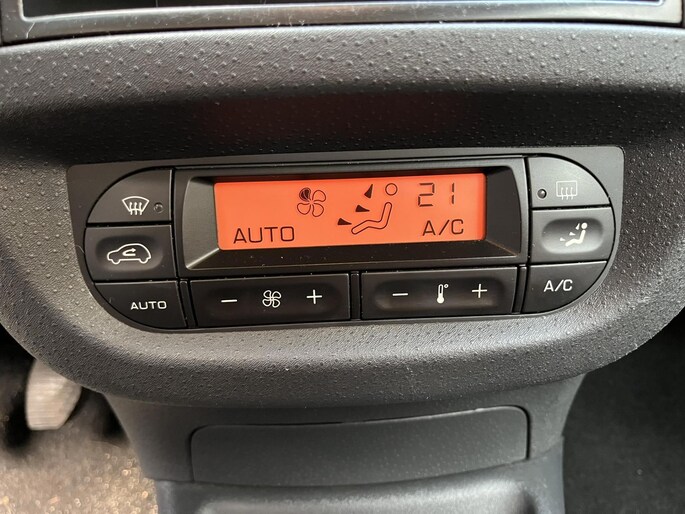 21
AUTO A/C
AUTO - + - + A/C